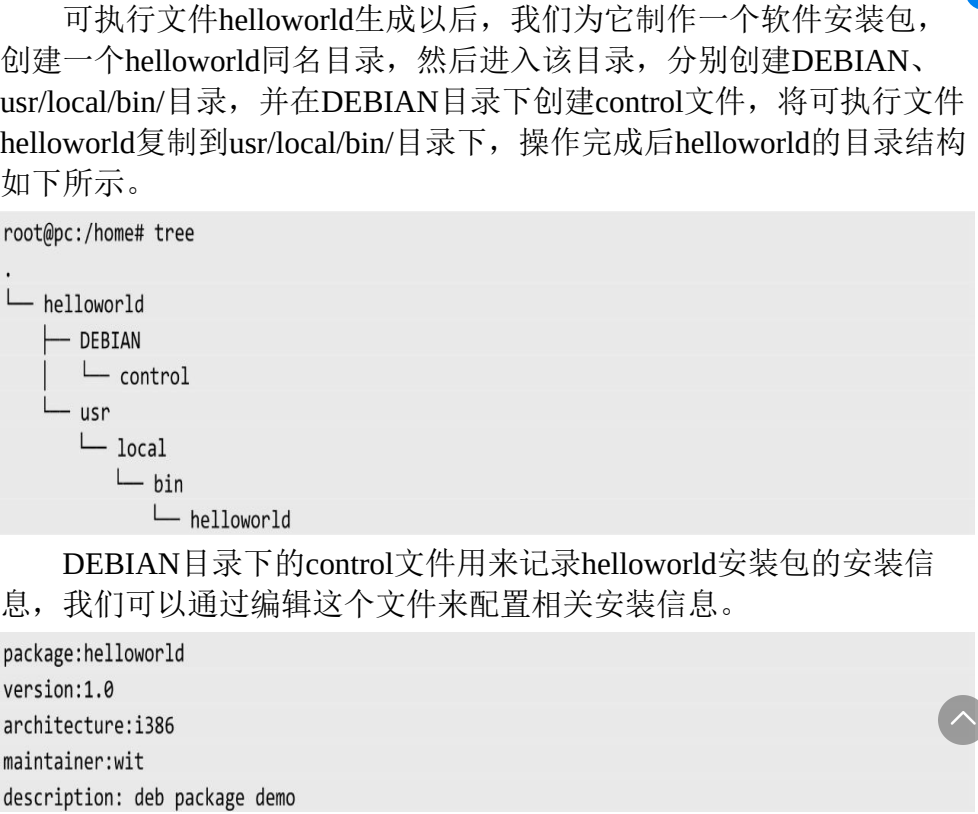 可执行文件helloworld生成以后，我们为它制作一个软件安装包，
创建一个helloworld同名目录，然后进入该目录，分别创建DEBIAN、
usr/local/bin/目录，并在DEBIAN目录下创建control文件，将可执行文件
helloworld复制到usr/local/bin/目录下，操作完成后helloworld的目录结构
如下所示。
root@pc:/home# tree
.
└── helloworld
    ├── DEBIAN
    │   └── control
    └── usr
        └── local
            └── bin
                └── helloworld
DEBIAN目录下的control文件用来记录helloworld安装包的安装信
息，我们可以通过编辑这个文件来配置相关安装信息。
package:helloworld
version:1.0
architecture:i386
maintainer:wit
description: deb package demo